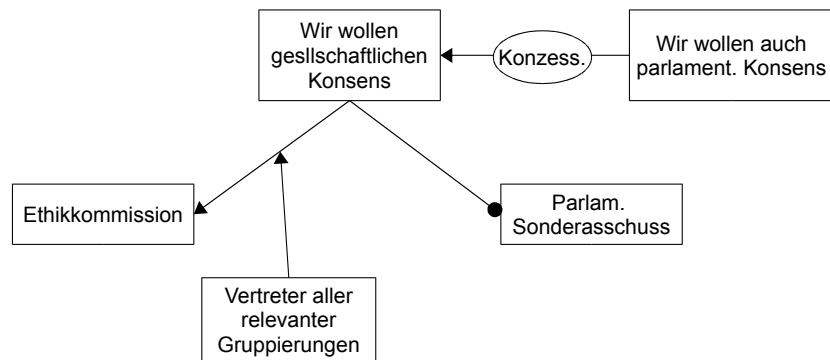 Wir wollen
gesllschaftlichen
Konsens
Konzess.
Wir wollen auch
parlament. Konsens
Ethikkommission
Parlam.
Sonderasschuss
Vertreter aller
relevanter
Gruppierungen